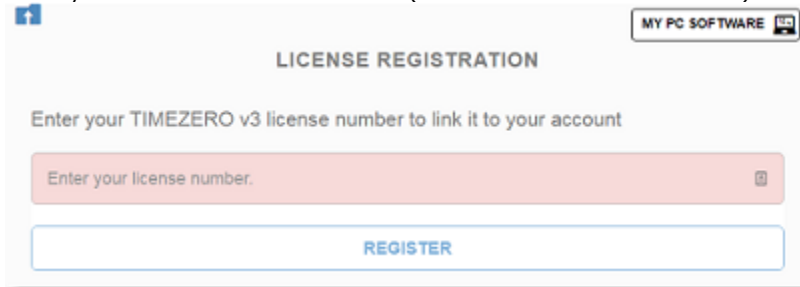 MY PC SOFTWARE
LICENSE REGISTRATION
Enter your TIMEZERO v3 license number to link it to your account
Enter your license number.
REGISTER